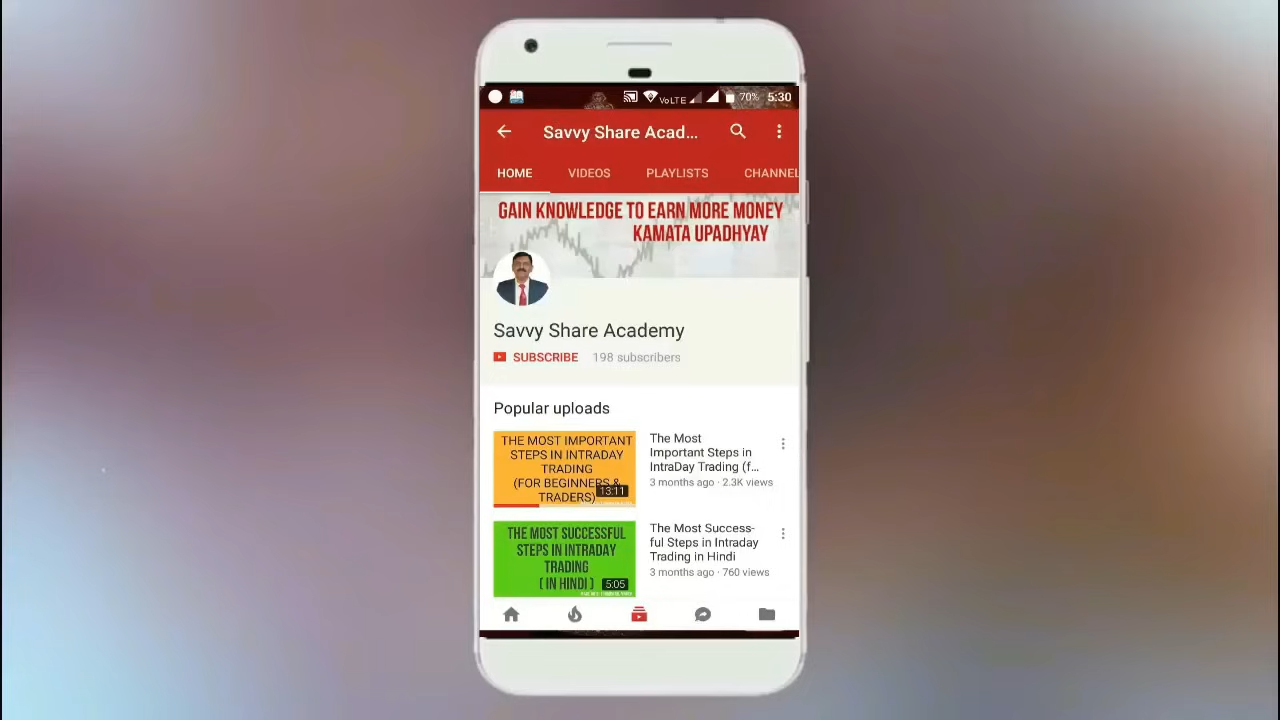 VoLTE 70% 5:30
Savvy Share Acad...
HOME VIDEOS PLAYLISTS CHANNEL
GAIN KNOWLEDGE TO EARN MORE MONEY
KAMATA UPADHYAY
Savvy Share Academy
SUBSCRIBE 198 subscribers
Popular uploads
THE MOST IMPORTANT
STEPS IN INTRADAY
TRADING
(FOR BEGINNERS &
TRADERS)
13:11
The Most
Important Steps in
IntraDay Trading (f...
3 months ago · 2.3K views
THE MOST SUCCESSFUL
STEPS IN INTRADAY
TRADING
( IN HINDI )
5:05
The Most Success-
ful Steps in Intraday
Trading in Hindi
3 months ago · 760 views